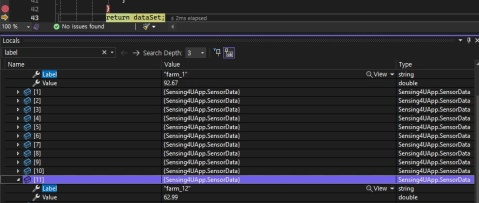 42
}
43 return dataSet; ≤ 2ms elapsed
100 % No issues found
Locals
label Search Depth: 3
Name Value Type
Label "farm_1" View string
Value 92.67 double
[1] {Sensing4UApp.SensorData} Sensing4UApp.SensorData
[2] {Sensing4UApp.SensorData} Sensing4UApp.SensorData
[3] {Sensing4UApp.SensorData} Sensing4UApp.SensorData
[4] {Sensing4UApp.SensorData} Sensing4UApp.SensorData
[5] {Sensing4UApp.SensorData} Sensing4UApp.SensorData
[6] {Sensing4UApp.SensorData} Sensing4UApp.SensorData
[7] {Sensing4UApp.SensorData} Sensing4UApp.SensorData
[8] {Sensing4UApp.SensorData} Sensing4UApp.SensorData
[9] {Sensing4UApp.SensorData} Sensing4UApp.SensorData
[10] {Sensing4UApp.SensorData} Sensing4UApp.SensorData
[11] {Sensing4UApp.SensorData} Sensing4UApp.SensorData
Label "farm_12" View string
Value 62.99 double